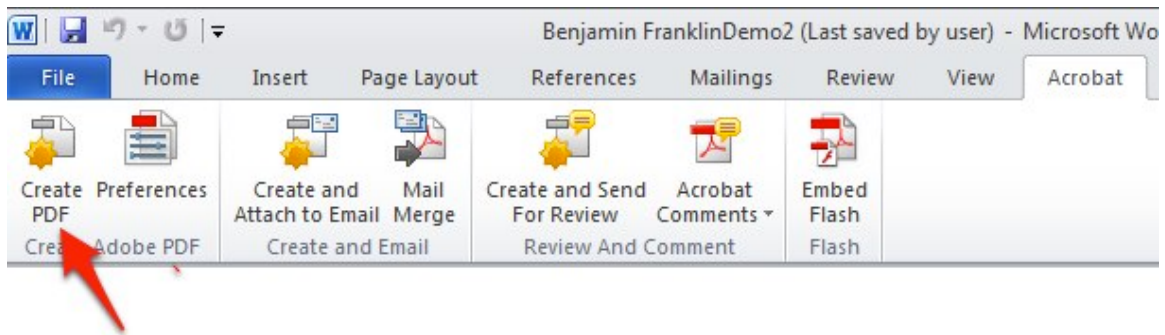 W Benjamin FranklinDemo2 (Last saved by user) - Microsoft Wo
File Home Insert Page Layout References Mailings Review View Acrobat
Create PDF Preferences Create and Attach to Email Mail Merge Create and Send For Review Acrobat Comments Embed Flash
Adobe PDF Create and Email Review And Comment Flash